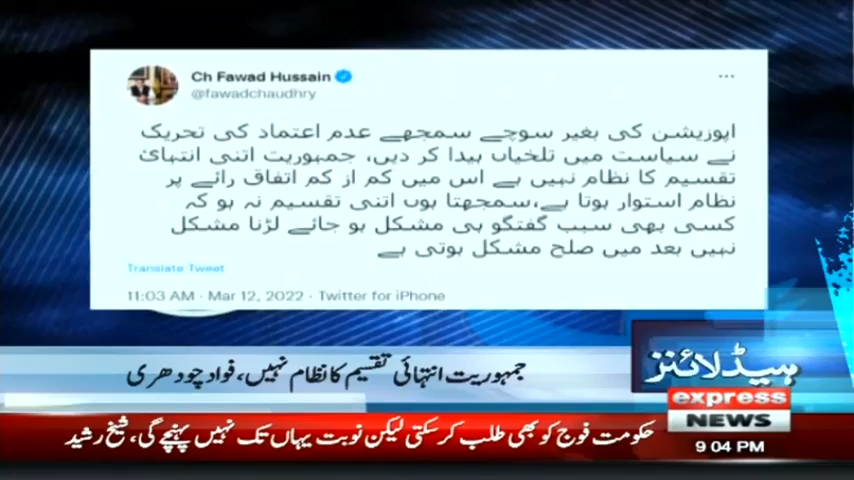 Ch Fawad Hussain
@fawadchaudhry
اپوزیشن کی بغیر سوچے سمجھے عدم اعتماد کی تحریک
نے سیاست میں تلخیاں پیدا کر دیں، جمہوریت اتنی انتہائ
تقسیم کا نظام نہیں ہے اس میں کم از کم اتفاق رائے پر
نظام استوار ہوتا ہے،سمجھتا ہوں اتنی تقسیم نہ ہو کہ
کسی بھی سبب گفتگو ہی مشکل ہو جائے لڑنا مشکل
نہیں بعد میں صلح مشکل ہوتی ہے
Translate Tweet
11:03 AM · Mar 12, 2022 · Twitter for iPhone
ہیڈلائنز
جمہوریت انتہائی تقسیم کا نظام نہیں، فواد چودھری
express
NEWS
حکومت فوج کو بھی طلب کرسکتی لیکن نوبت یہاں تک نہیں پہنچے گی، شیخ رشید
9:04 PM